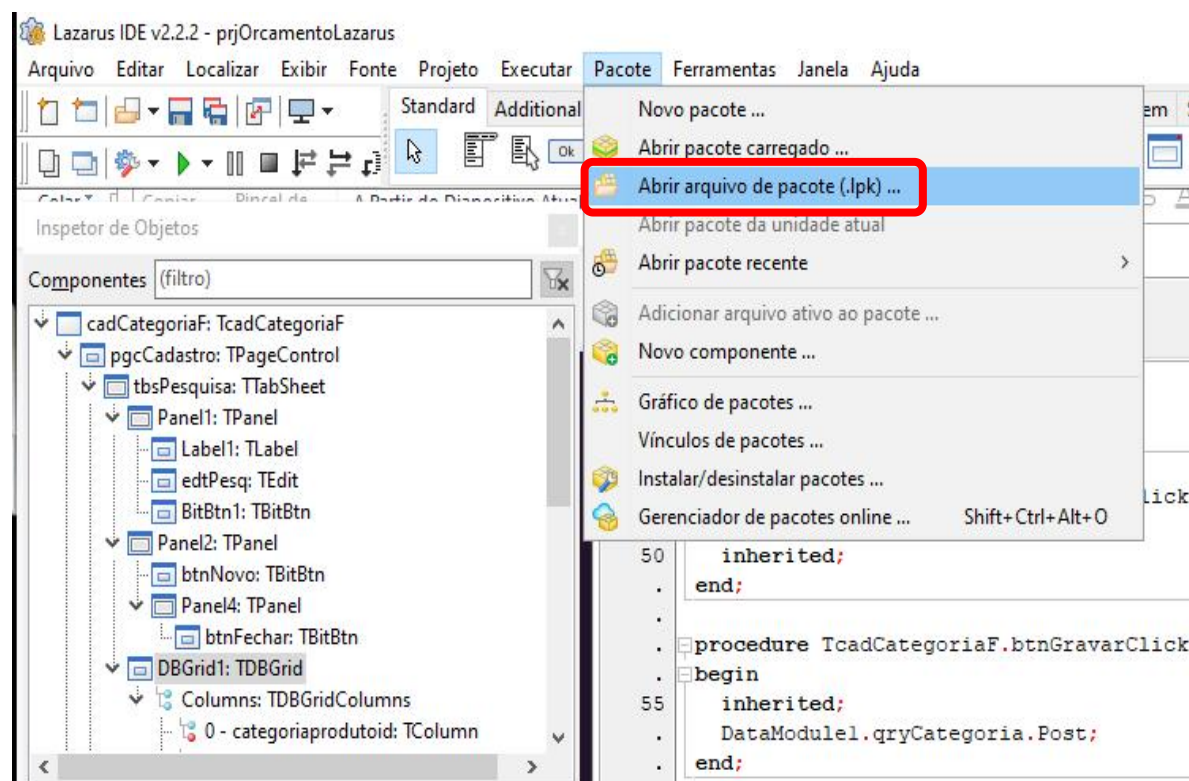 Lazarus IDE v2.2.2 - prjOrcamentoLazarus
Arquivo Editar Localizar Exibir Fonte Projeto Executar Pacote Ferramentas Janela Ajuda
Standard Additional
em
Ok
Inspetor de Objetos
Componentes (filtro)
cadCategoriaF: TcadCategoriaF
pgcCadastro: TPageControl
tbsPesquisa: TTabSheet
Panel1: TPanel
Label1: TLabel
edtPesq: TEdit
BitBtn1: TBitBtn
Panel2: TPanel
btnNovo: TBitBtn
Panel4: TPanel
btnFechar: TBitBtn
DBGrid1: TDBGrid
Columns: TDBGridColumns
0 - categoriaprodutoid: TColumn
Novo pacote ...
Abrir pacote carregado ...
Abrir arquivo de pacote (.lpk) ...
Abrir pacote da unidade atual
Abrir pacote recente
Adicionar arquivo ativo ao pacote ...
Novo componente ...
Gráfico de pacotes ...
Vínculos de pacotes ...
Instalar/desinstalar pacotes ...
Gerenciador de pacotes online ... Shift+Ctrl+Alt+O
lick
50 inherited;
. end;
.
. procedure TcadCategoriaF.btnGravarClick
. begin
55 inherited;
. DataModule1.qryCategoria.Post;
. end;